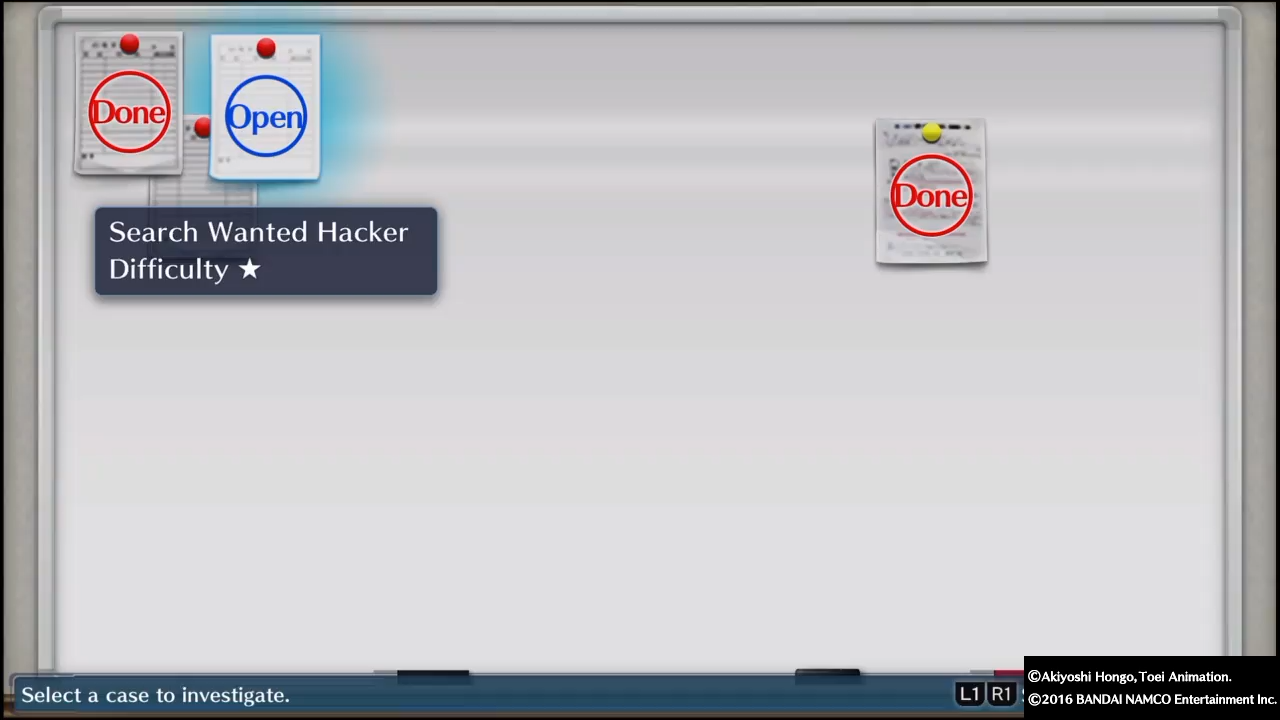 Done
Open
Done
Search Wanted Hacker
Difficulty ★
Select a case to investigate.
L1 R1
©Akiyoshi Hongo, Toei Animation.
©2016 BANDAI NAMCO Entertainment Inc.